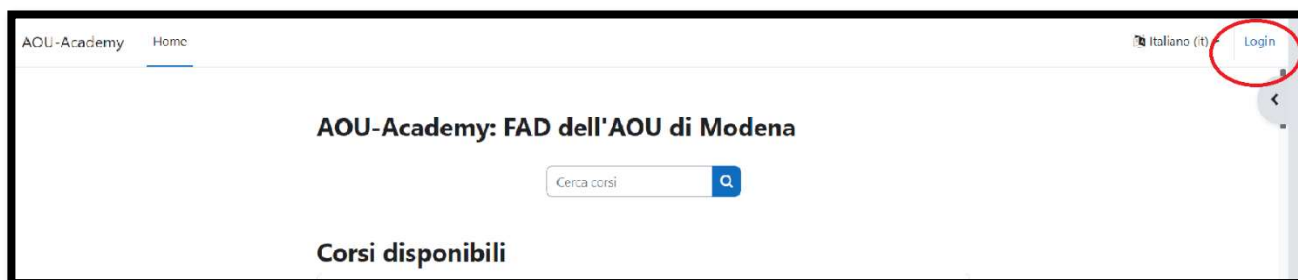 AOU-Academy Home Italiano (it) Login
AOU-Academy: FAD dell'AOU di Modena
Cerca corsi
Corsi disponibili